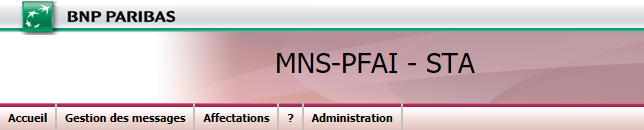 BNP PARIBAS
MNS-PFAI - STA
Accueil Gestion des messages Affectations ? Administration